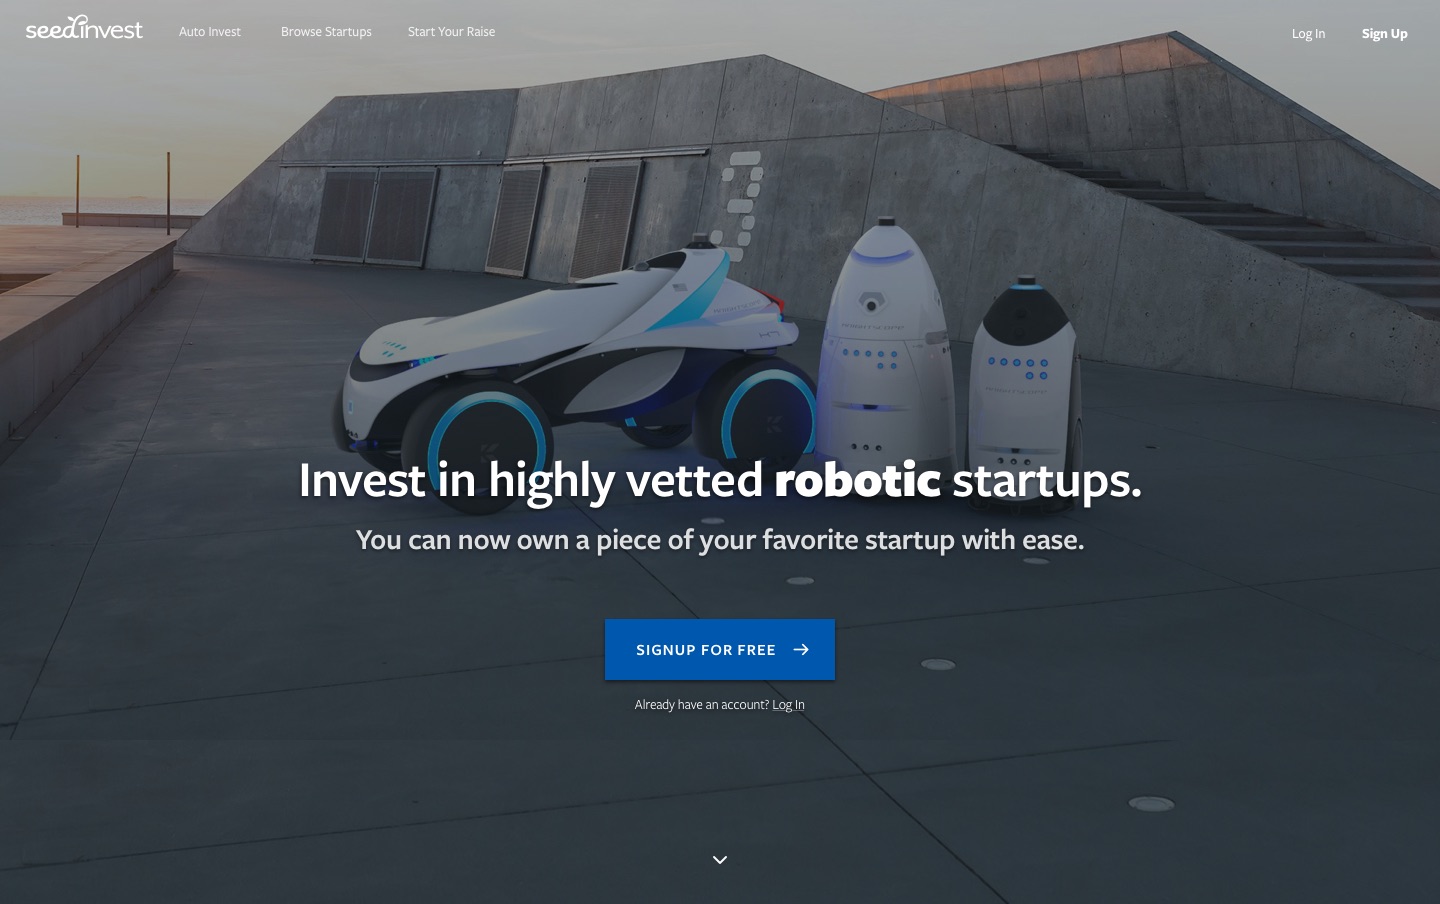 seedinvest
Auto Invest
Browse Startups
Start Your Raise
Log In
Sign Up
Invest in highly vetted robotic startups.
You can now own a piece of your favorite startup with ease.
SIGNUP FOR FREE
Already have an account? Log In